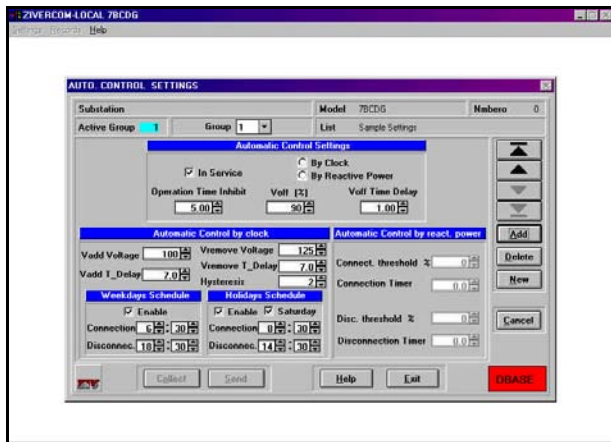 ZIVERCOM-LOCAL 7BCDG
Settings Records Help
AUTO. CONTROL SETTINGS
Substation Model 7BCDG Nmbero 0
Active Group 1 Group 1 List Sample Settings
Automatic Control Settings
In Service By Clock
By Reactive Power
Operation Time Inhibit Voff [%] Voff Time Delay
5.00 90 1.00
Automatic Control by clock Automatic Control by react. power
Vadd Voltage 100 Vremove Voltage 125
Vadd T_Delay 7.0 Vremove T_Delay 7.0
Hysteresis 2
Connect. threshold % 0
Connection Timer 0.0
Disc. threshold % 0
Disconnection Timer 0.0
Weekdays Schedule Holidays Schedule
Enable Enable Saturday
Connection 6 : 30 Connection 8 : 30
Disconnec. 18 : 30 Disconnec. 14 : 30
Add
Delete
New
Cancel
ZIV Collect Send Help Exit DBASE